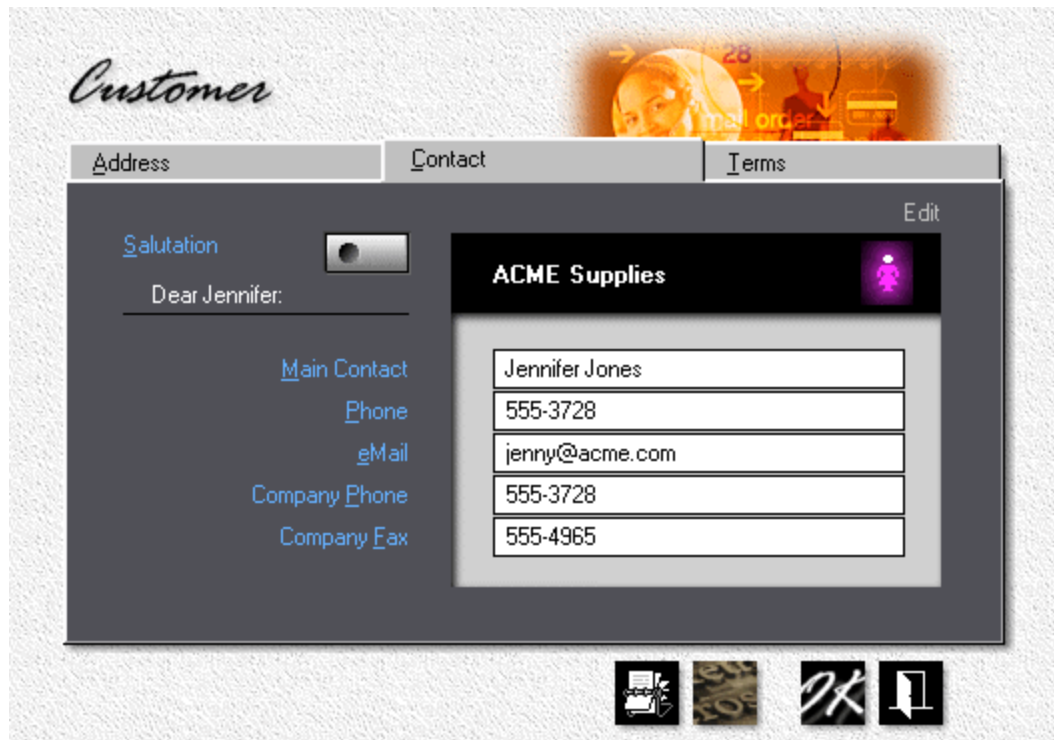 Customer
28
mail order
Address
Contact
Terms
Edit
Salutation
ACME Supplies
Dear Jennifer:
Main Contact
Jennifer Jones
Phone
555-3728
eMail
jenny@acme.com
Company Phone
555-3728
Company Fax
555-4965
OK